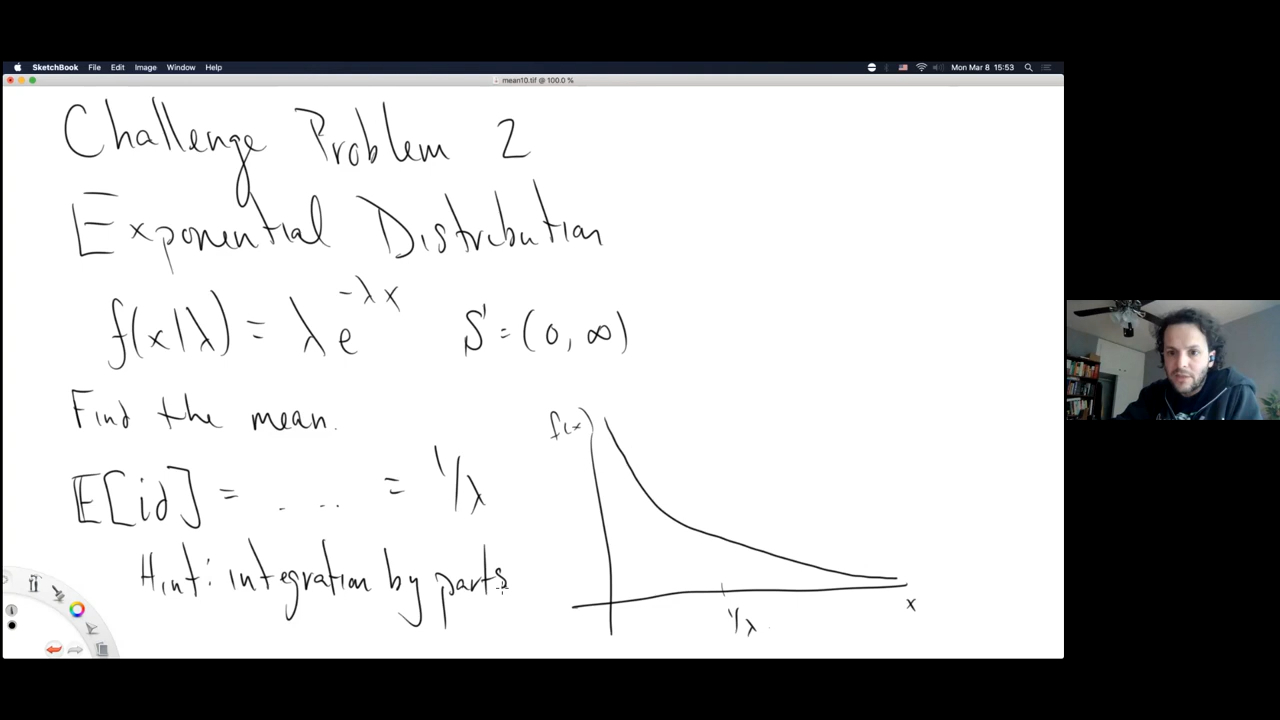 SketchBook File Edit Image Window Help Mon Mar 8 15:53
mean10.tif @ 100.0 %
Challenge Problem 2
Exponential Distribution
f(x|λ) = λ e^{-λx} S = (0, ∞)
Find the mean.
E[id] = . . . . . = 1/λ
Hint: integration by parts
f(x)
1/λ
x